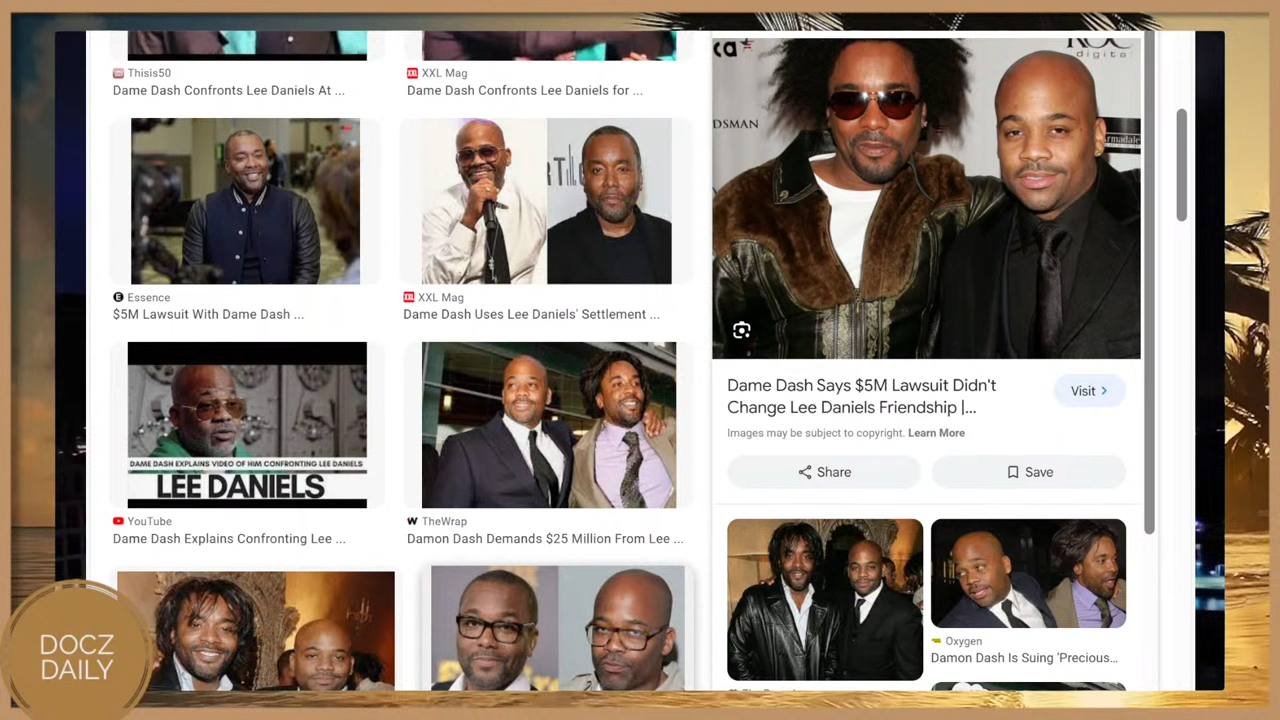 Thisis50
Dame Dash Confronts Lee Daniels At ...
XXL Mag
Dame Dash Confronts Lee Daniels for ...
Essence
$5M Lawsuit With Dame Dash ...
XXL Mag
Dame Dash Uses Lee Daniels' Settlement ...
DAME DASH EXPLAINS VIDEO OF HIM CONFRONTING LEE DANIELS
LEE DANIELS
YouTube
Dame Dash Explains Confronting Lee ...
TheWrap
Damon Dash Demands $25 Million From Lee ...
ROC
digital
DSMAN
armadale
Dame Dash Says $5M Lawsuit Didn't
Change Lee Daniels Friendship |...
Visit
Images may be subject to copyright. Learn More
Share
Save
Oxygen
Damon Dash Is Suing 'Precious...
DOCZ
DAILY